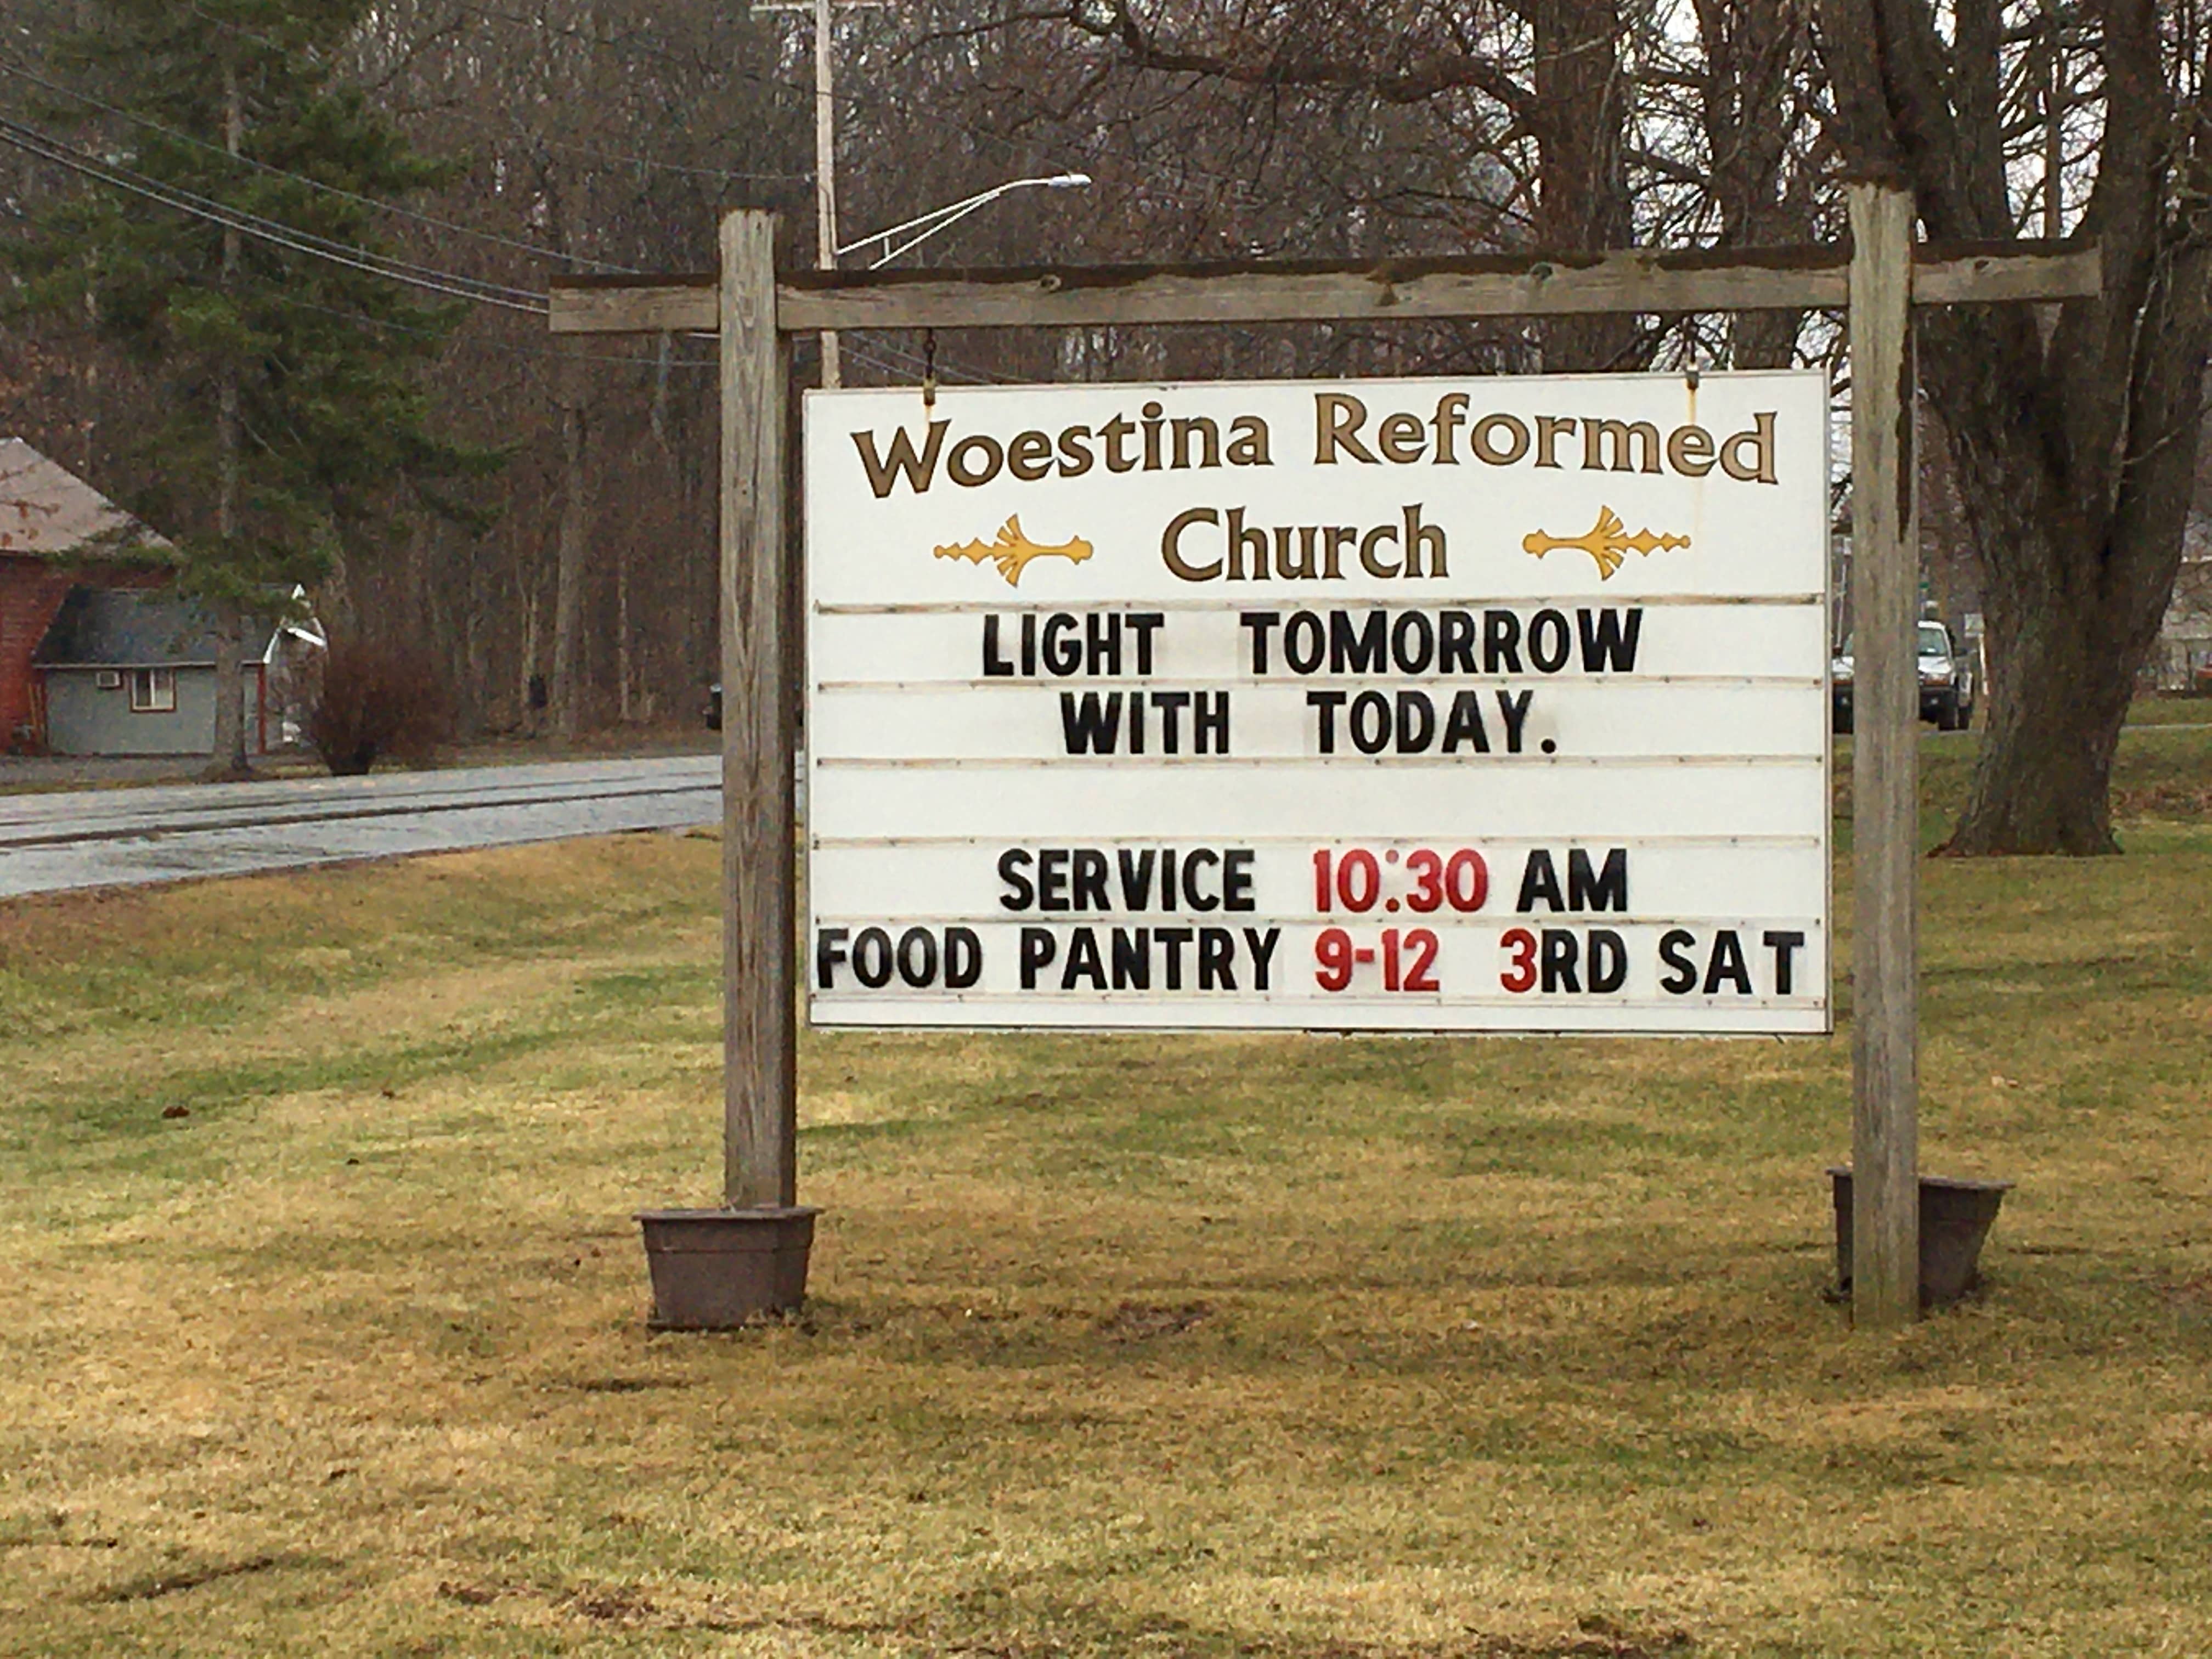 Woestina Reformed
Church
LIGHT TOMORROW
WITH TODAY.
SERVICE 10:30 AM
FOOD PANTRY 9-12 3RD SAT